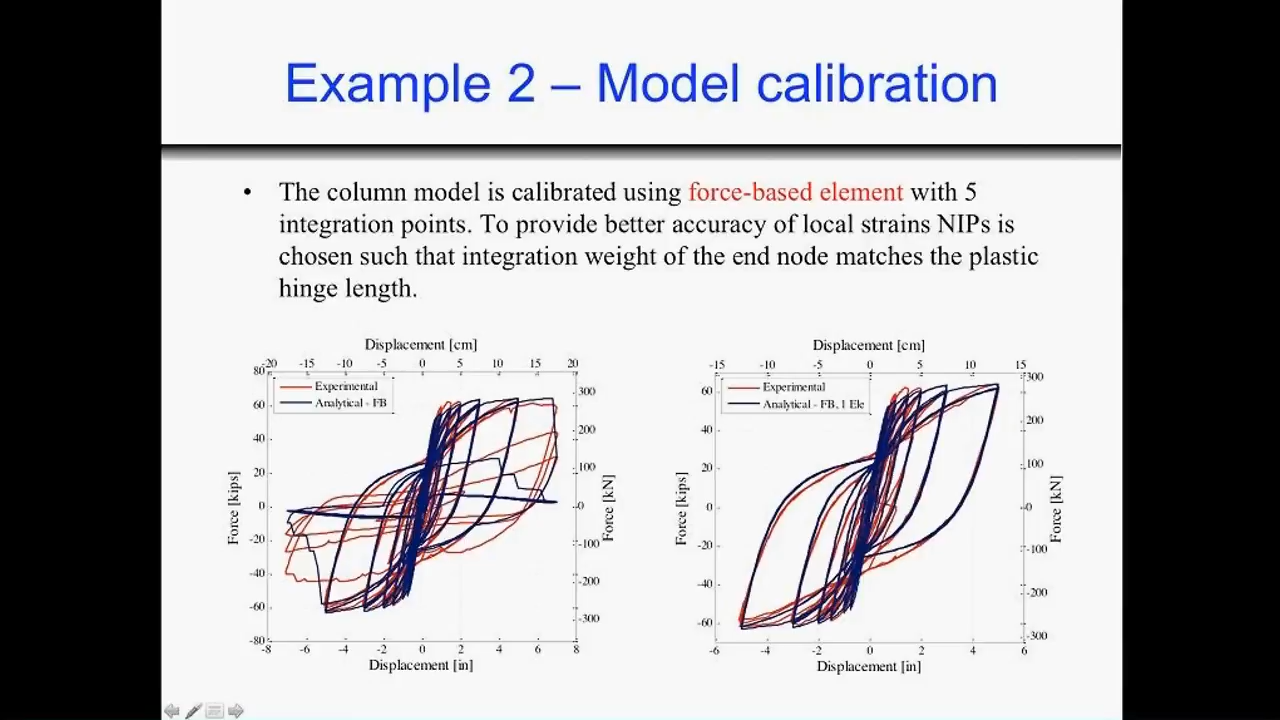 Example 2 – Model calibration
• The column model is calibrated using force-based element with 5
integration points. To provide better accuracy of local strains NIPs is
chosen such that integration weight of the end node matches the plastic
hinge length.
Displacement [cm]
-20 -15 -10 -5 0 5 10 15 20
Experimental
Analytical - FB
Force [kips]
80
60
40
20
0
-20
-40
-60
-80
300
200
100
0
-100
-200
-300
Force [kN]
-8 -6 -4 -2 0 2 4 6 8
Displacement [in]
Displacement [cm]
-15 -10 -5 0 5 10 15
Experimental
Analytical - FB, 1 Ele
Force [kips]
60
40
20
0
-20
-40
-60
300
200
100
0
-100
-200
-300
Force [kN]
-6 -4 -2 0 2 4 6
Displacement [in]